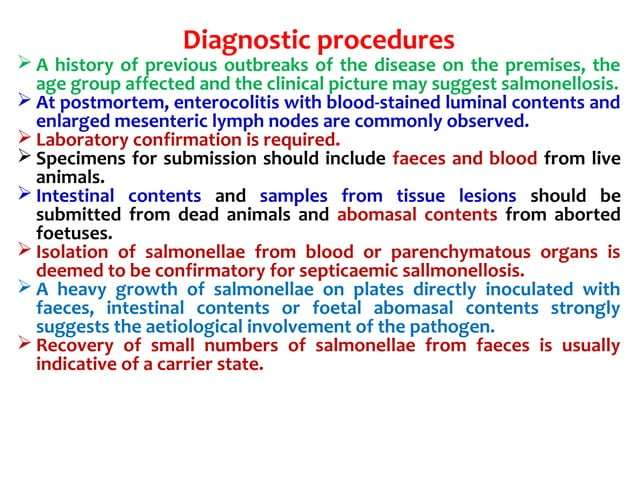 Diagnostic procedures
➢ A history of previous outbreaks of the disease on the premises, the
age group affected and the clinical picture may suggest salmonellosis.
➢ At postmortem, enterocolitis with blood-stained luminal contents and
enlarged mesenteric lymph nodes are commonly observed.
➢ Laboratory confirmation is required.
➢ Specimens for submission should include faeces and blood from live
animals.
➢ Intestinal contents and samples from tissue lesions should be
submitted from dead animals and abomasal contents from aborted
foetuses.
➢ Isolation of salmonellae from blood or parenchymatous organs is
deemed to be confirmatory for septicaemic sallmonellosis.
➢ A heavy growth of salmonellae on plates directly inoculated with
faeces, intestinal contents or foetal abomasal contents strongly
suggests the aetiological involvement of the pathogen.
➢ Recovery of small numbers of salmonellae from faeces is usually
indicative of a carrier state.